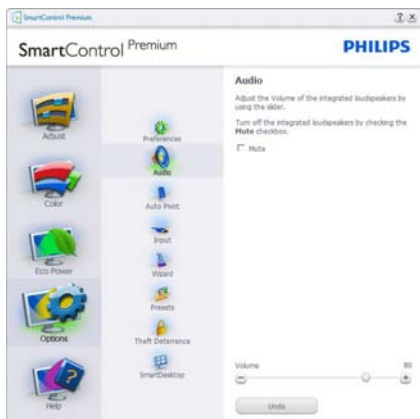 SmartControl Premium
SmartControl Premium
PHILIPS
Adjust
Color
Eco Power
Options
Help
Preferences
Audio
Auto Pivot
Input
Wizard
Presets
Theft Deterrence
SmartDesktop
Audio
Adjust the Volume of the integrated loudspeakers by
using the slider.
Turn off the integrated loudspeakers by checking the
Mute checkbox.
Mute
Volume
Undo